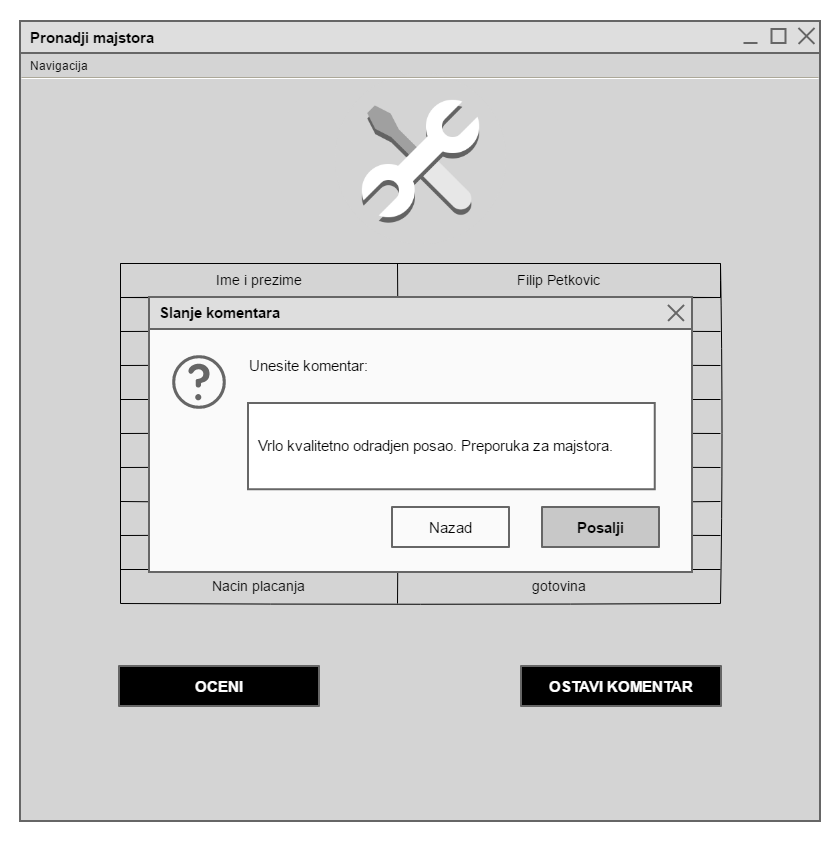 Pronadji majstora
Navigacija
Ime i prezime Filip Petkovic
Slanje komentara
Unesite komentar:
Vrlo kvalitetno odradjen posao. Preporuka za majstora.
Nazad Posalji
Nacin placanja gotovina
OCENI OSTAVI KOMENTAR